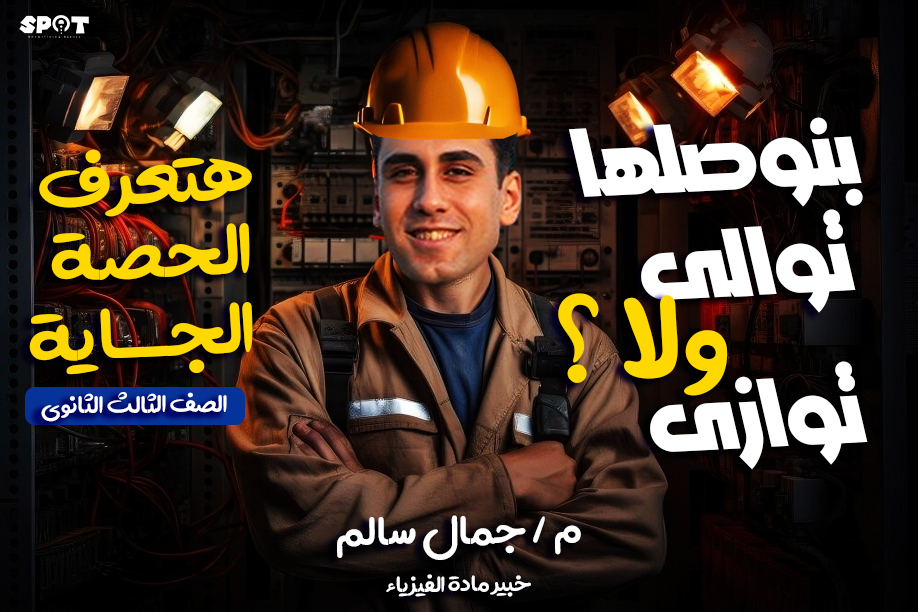 SPOT
بنوصلها
توالى
ولا ؟
توازى
هتعرف
الحصة
الجاية
الصف الثالث الثانوى
م / جمال سالم
خبير مادة الفيزياء